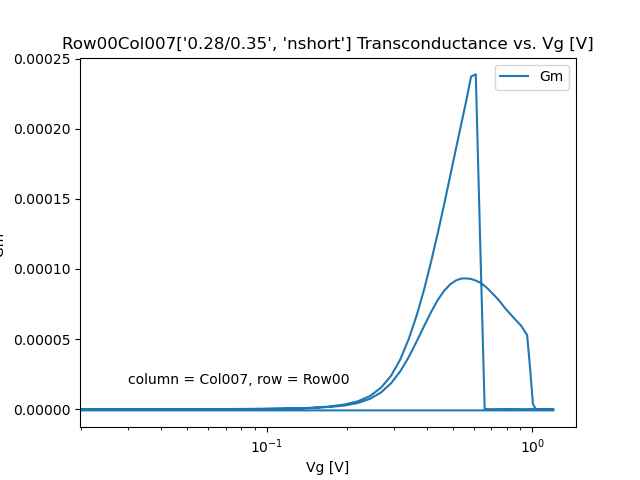 Row00Col007['0.28/0.35', 'nshort'] Transconductance vs. Vg [V]
0.00025
Gm
0.00020
0.00015
0.00010
0.00005
column = Col007, row = Row00
0.00000
10⁻¹
10⁰
Vg [V]